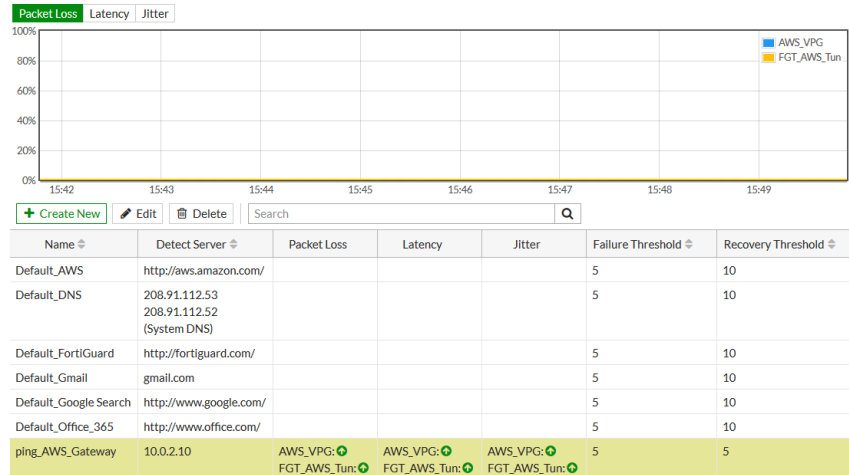 Packet Loss Latency Jitter
100%
AWS_VPG
FGT_AWS_Tun
80%
60%
40%
20%
0%
15:42 15:43 15:44 15:45 15:46 15:47 15:48 15:49
+ Create New Edit Delete Search
Name Detect Server Packet Loss Latency Jitter Failure Threshold Recovery Threshold
Default_AWS http://aws.amazon.com/ 5 10
Default_DNS 208.91.112.53 5 10
208.91.112.52
(System DNS)
Default_FortiGuard http://fortiguard.com/ 5 10
Default_Gmail gmail.com 5 10
Default_Google Search http://www.google.com/ 5 10
Default_Office_365 http://www.office.com/ 5 10
ping_AWS_Gateway 10.0.2.10 AWS_VPG: AWS_VPG: AWS_VPG: 5 5
FGT_AWS_Tun: FGT_AWS_Tun: FGT_AWS_Tun: